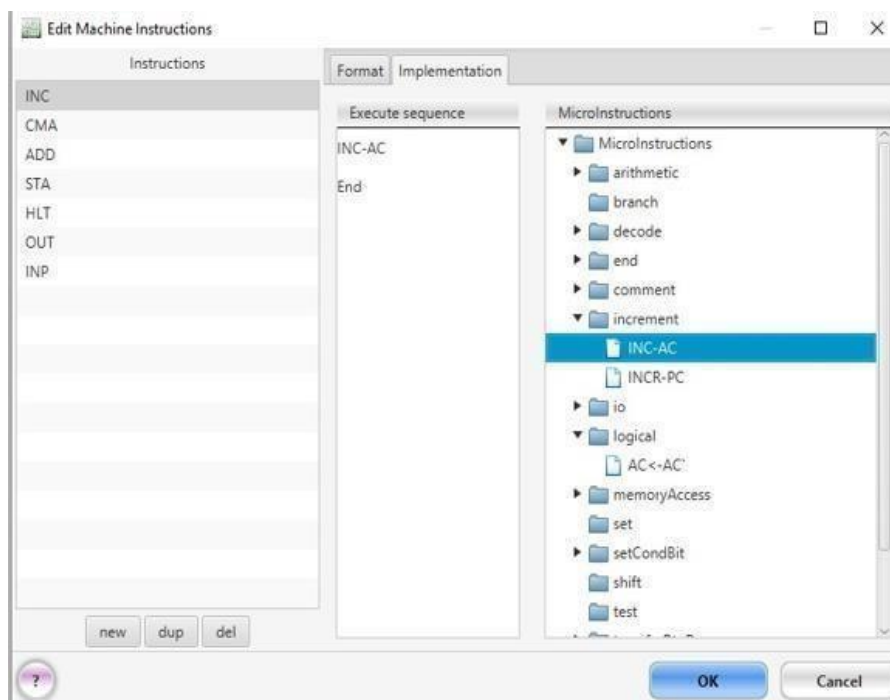 Edit Machine Instructions
Instructions
INC
CMA
ADD
STA
HLT
OUT
INP
new dup del
Format Implementation
Execute sequence
INC-AC
End
MicroInstructions
MicroInstructions
arithmetic
branch
decode
end
comment
increment
INC-AC
INCR-PC
io
logical
AC<-AC'
memoryAccess
set
setCondBit
shift
test
?
OK Cancel